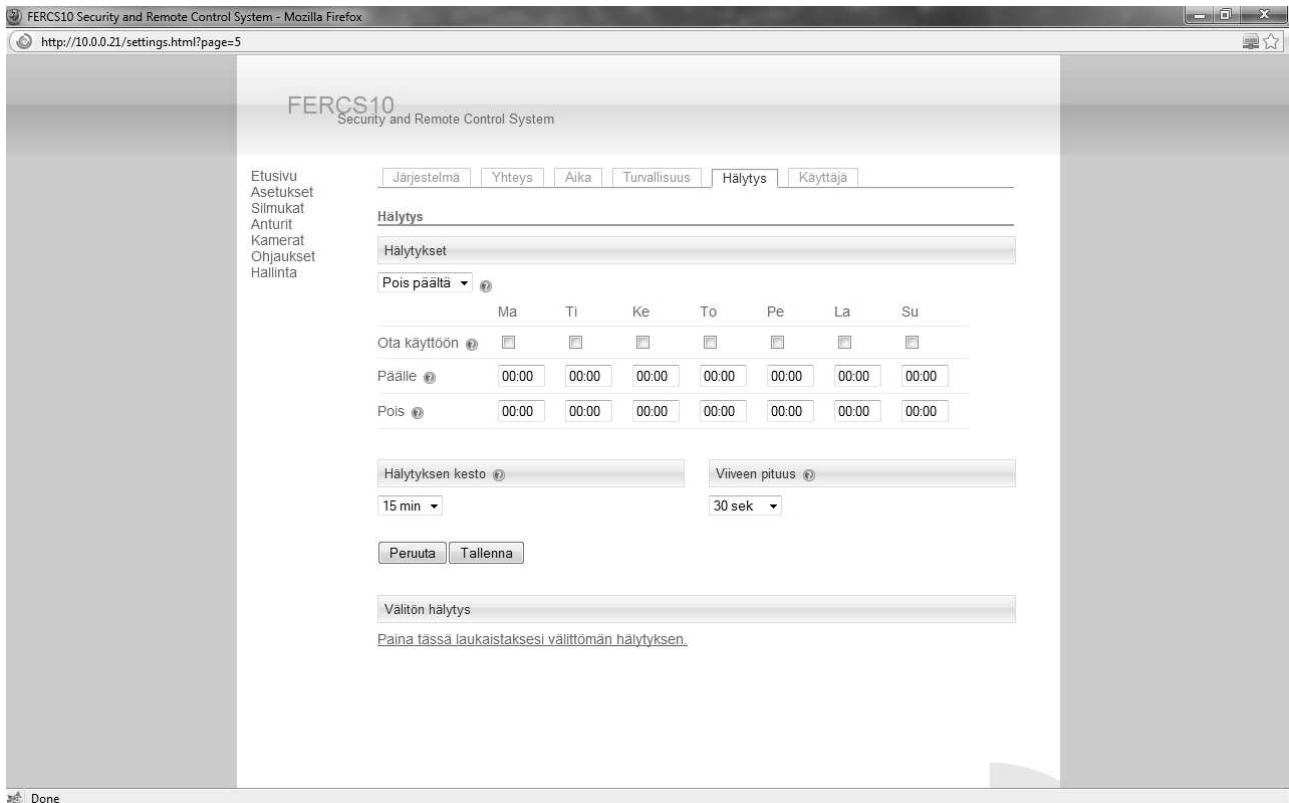 FERCS10 Security and Remote Control System - Mozilla Firefox
http://10.0.0.21/settings.html?page=5
FERCS10
Security and Remote Control System
Etusivu
Asetukset
Silmukat
Anturit
Kamerat
Ohjaukset
Hallinta
Järjestelmä Yhteys Aika Turvallisuus Hälytys Käyttäjä
Hälytys
Hälytykset
Pois päältä
Ma Ti Ke To Pe La Su
Ota käyttöön
Päälle 00:00 00:00 00:00 00:00 00:00 00:00 00:00
Pois 00:00 00:00 00:00 00:00 00:00 00:00 00:00
Hälytyksen kesto Viiveen pituus
15 min 30 sek
Peruuta Tallenna
Välitön hälytys
Paina tässä laukaistaksesi välittömän hälytyksen.
Done